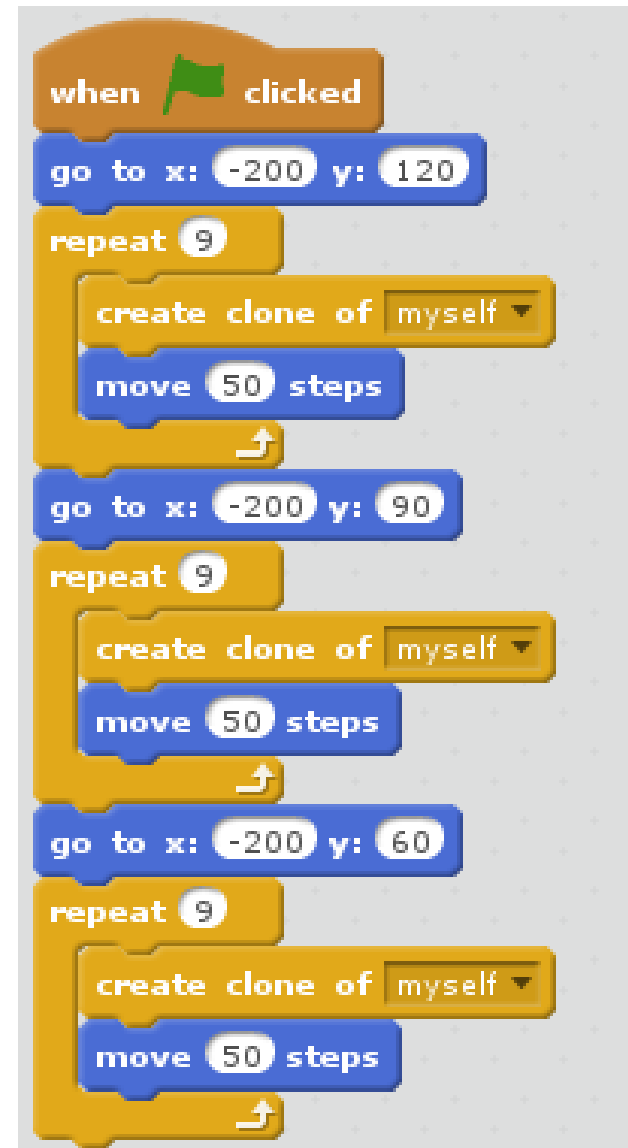 when clicked
go to x: -200 y: 120
repeat 9
create clone of myself
move 50 steps
go to x: -200 y: 90
repeat 9
create clone of myself
move 50 steps
go to x: -200 y: 60
repeat 9
create clone of myself
move 50 steps